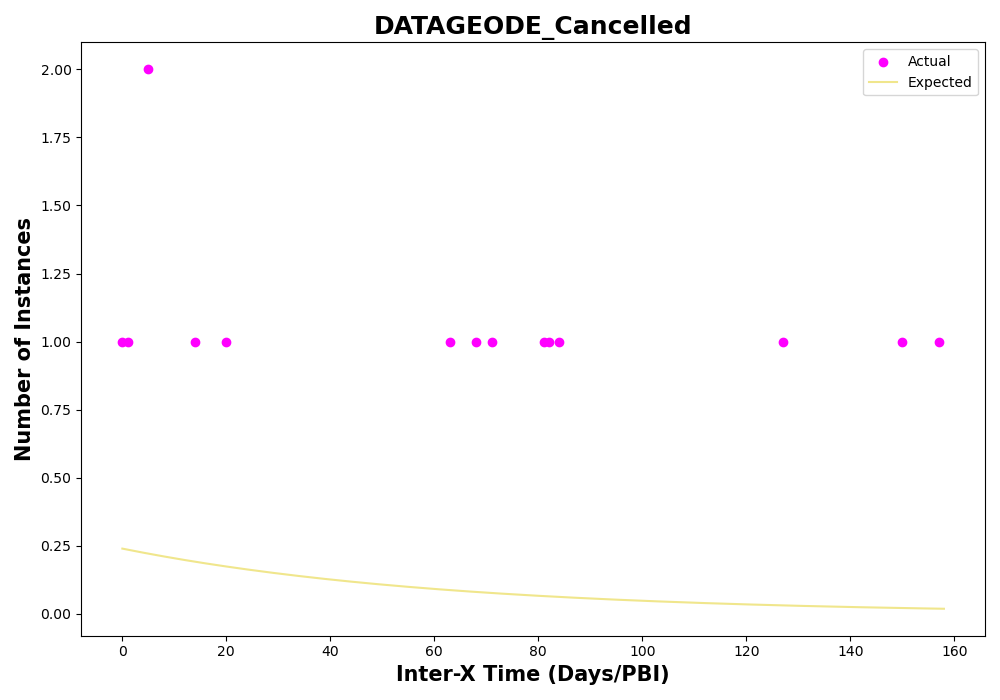 DATAGEODE_Cancelled
Actual
Expected
Number of Instances
2.00
1.75
1.50
1.25
1.00
0.75
0.50
0.25
0.00
0 20 40 60 80 100 120 140 160
Inter-X Time (Days/PBI)